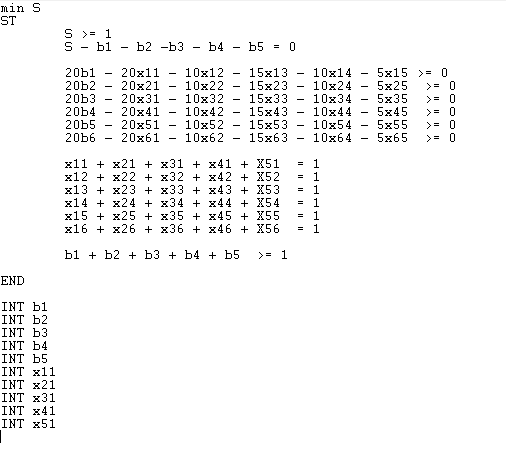 min S
ST
S >= 1
S - b1 - b2 -b3 - b4 - b5 = 0
20b1 - 20x11 - 10x12 - 15x13 - 10x14 - 5x15 >= 0
20b2 - 20x21 - 10x22 - 15x23 - 10x24 - 5x25 >= 0
20b3 - 20x31 - 10x32 - 15x33 - 10x34 - 5x35 >= 0
20b4 - 20x41 - 10x42 - 15x43 - 10x44 - 5x45 >= 0
20b5 - 20x51 - 10x52 - 15x53 - 10x54 - 5x55 >= 0
20b6 - 20x61 - 10x62 - 15x63 - 10x64 - 5x65 >= 0
x11 + x21 + x31 + x41 + X51 = 1
x12 + x22 + x32 + x42 + X52 = 1
x13 + x23 + x33 + x43 + X53 = 1
x14 + x24 + x34 + x44 + X54 = 1
x15 + x25 + x35 + x45 + X55 = 1
x16 + x26 + x36 + x46 + X56 = 1
b1 + b2 + b3 + b4 + b5 >= 1
END
INT b1
INT b2
INT b3
INT b4
INT b5
INT x11
INT x21
INT x31
INT x41
INT x51